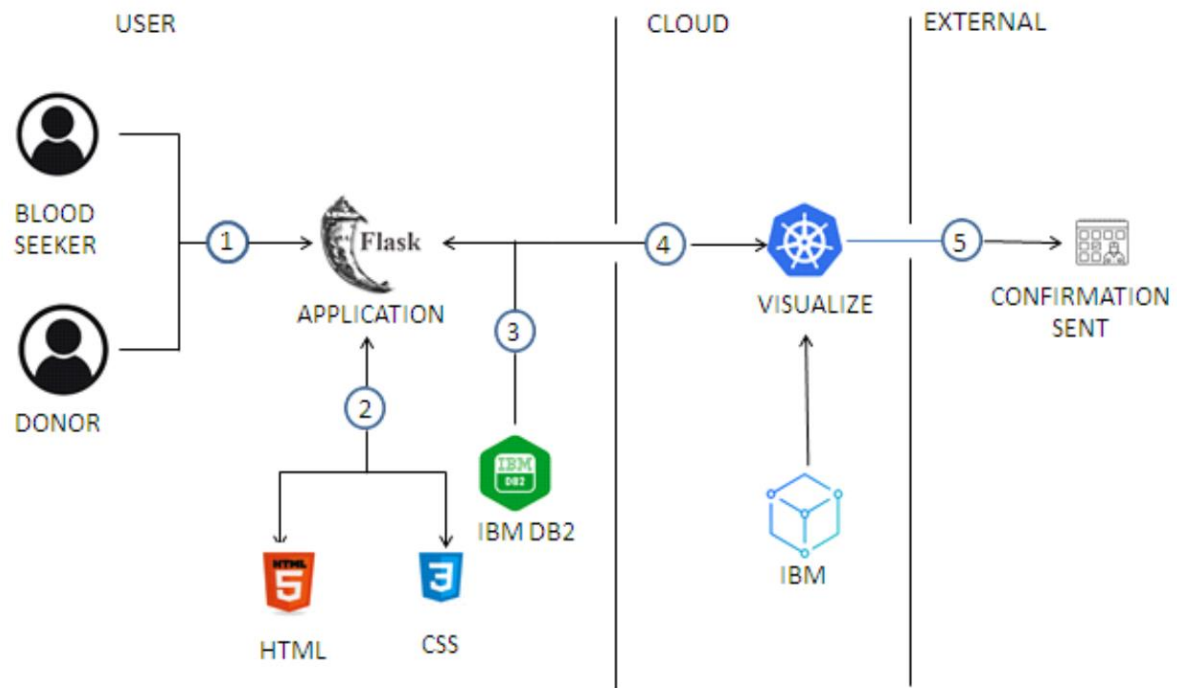 USER
CLOUD
EXTERNAL
BLOOD
SEEKER
1
Flask
APPLICATION
4
VISUALIZE
5
CONFIRMATION
SENT
3
DONOR
2
IBM
DB2
IBM DB2
HTML
5
HTML
3
CSS
IBM